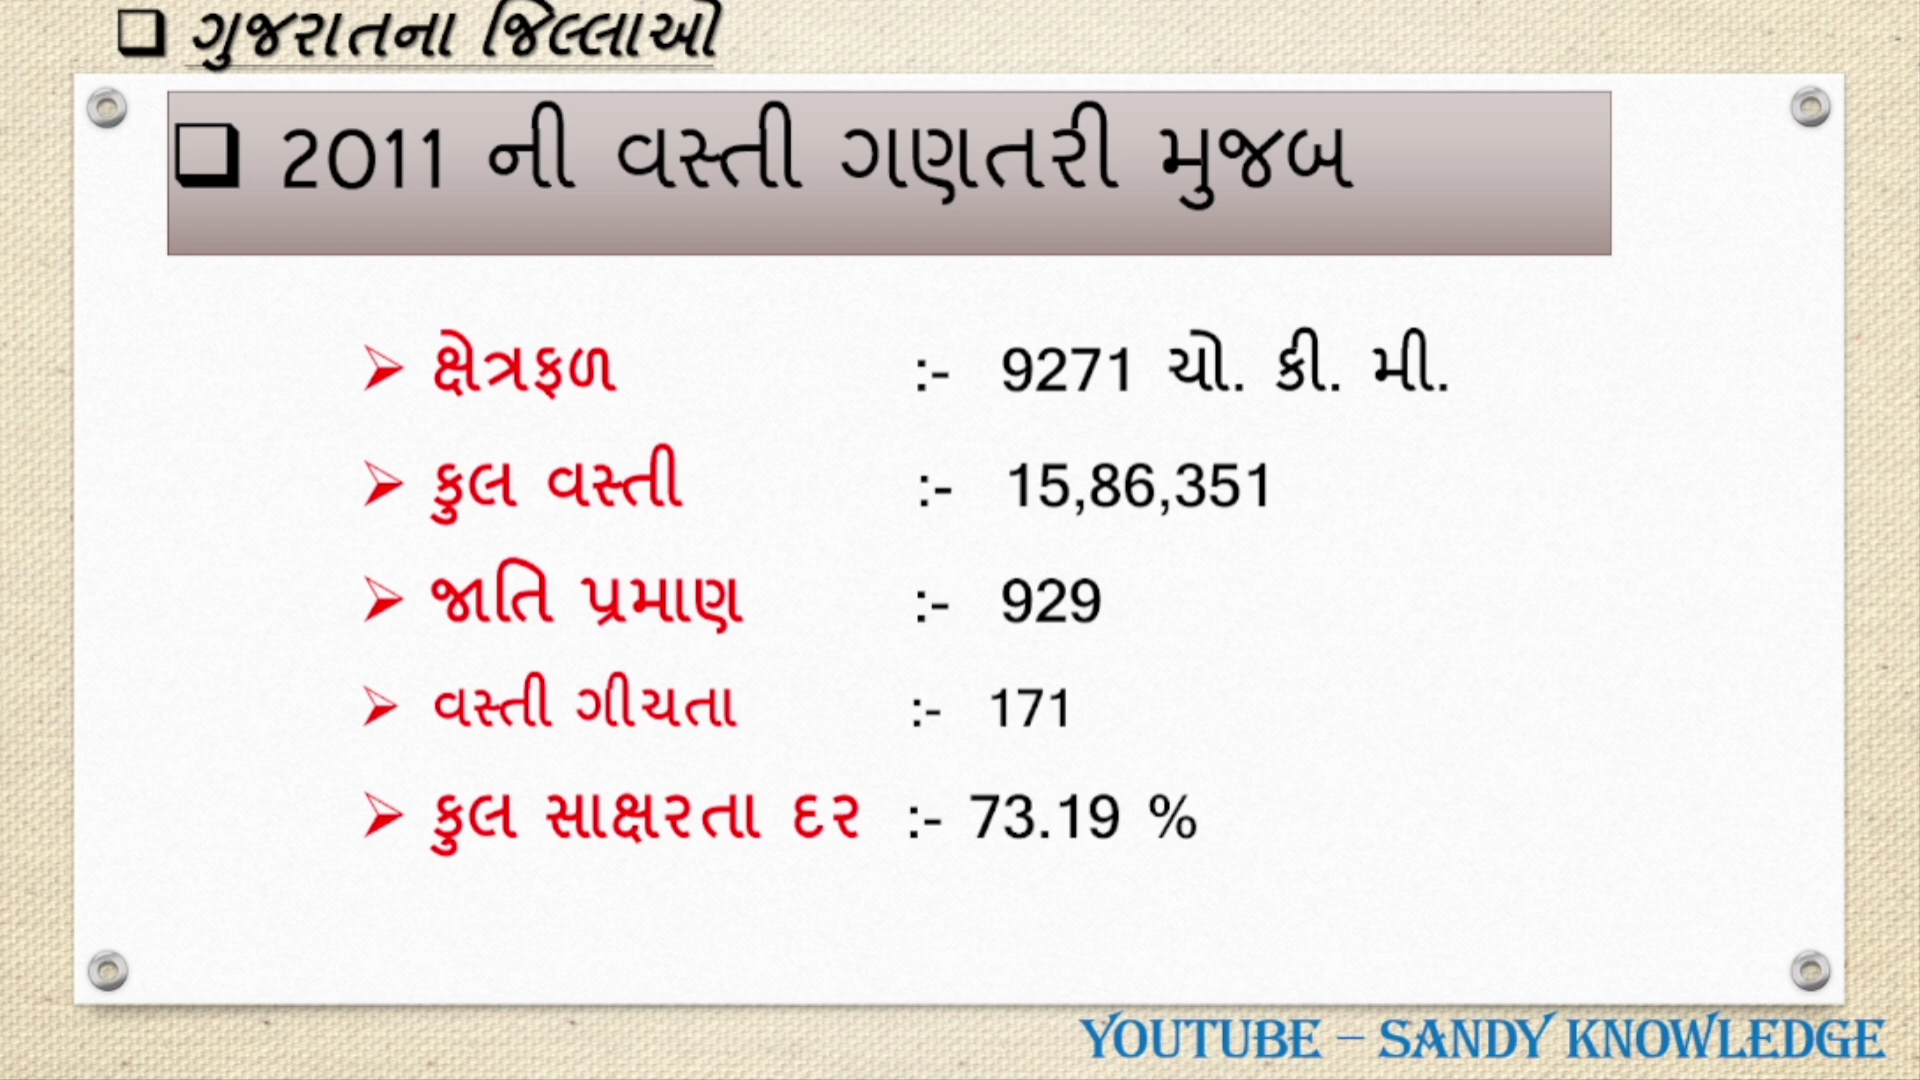 ❑ ગુજરાતના જિલ્લાઓ
❑ 2011 ની વસ્તી ગણતરી મુજબ
➢ ક્ષેત્રફળ :- 9271 ચો. કી. મી.
➢ કુલ વસ્તી :- 15,86,351
➢ જાતિ પ્રમાણ :- 929
➢ વસ્તી ગીચતા :- 171
➢ કુલ સાક્ષરતા દર :- 73.19 %
YOUTUBE – SANDY KNOWLEDGE